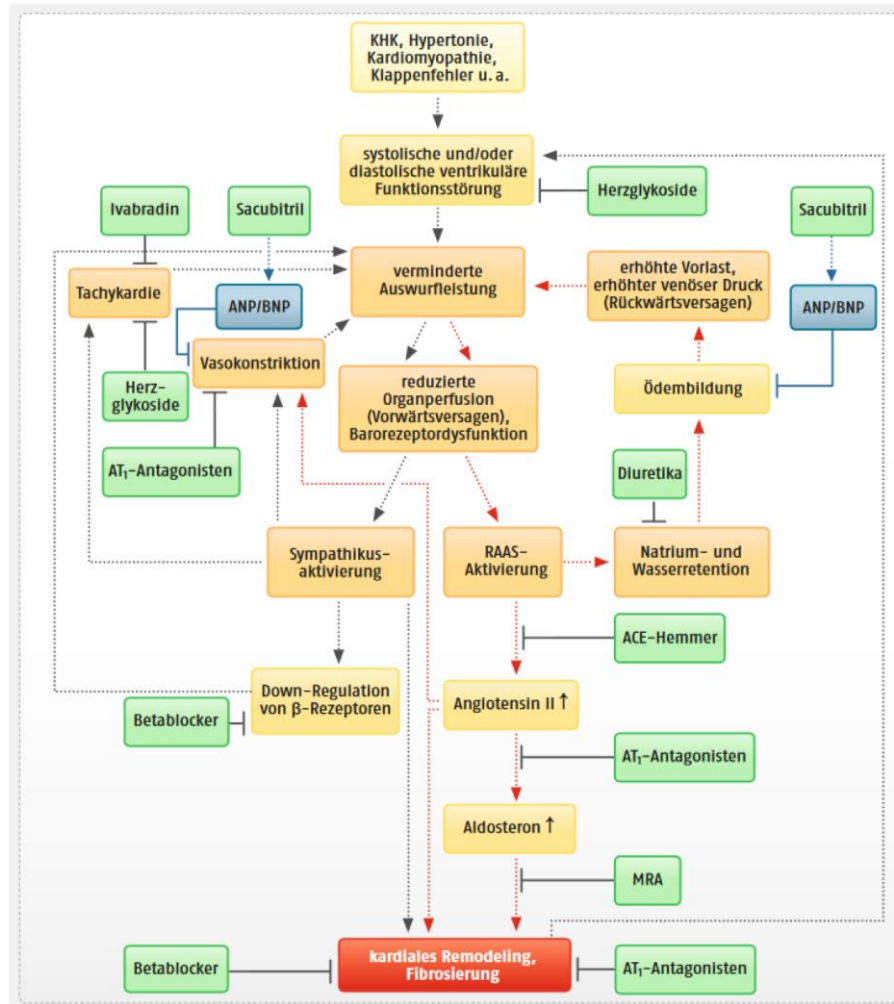 KHK, Hypertonie,
Kardiomyopathie,
Klappenfehler u. a.
systolische und/oder
diastolische ventrikuläre
Funktionsstörung
Herzglykoside
Ivabradin
Sacubitril
Sacubitril
Tachykardie
ANP/BNP
verminderte
Auswurfleistung
erhöhte Vorlast,
erhöhter venöser Druck
(Rückwärtsversagen)
ANP/BNP
Vasokonstriktion
Herz-
glykoside
reduzierte
Organperfusion
(Vorwärtsversagen),
Barorezeptordysfunktion
Ödembildung
AT₁-Antagonisten
Diuretika
Sympathikus-
aktivierung
RAAS-
Aktivierung
Natrium- und
Wasserretention
ACE-Hemmer
Down-Regulation
von β-Rezeptoren
Betablocker
Angiotensin II ↑
AT₁-Antagonisten
Aldosteron ↑
MRA
Betablocker
kardiales Remodeling,
Fibrosierung
AT₁-Antagonisten